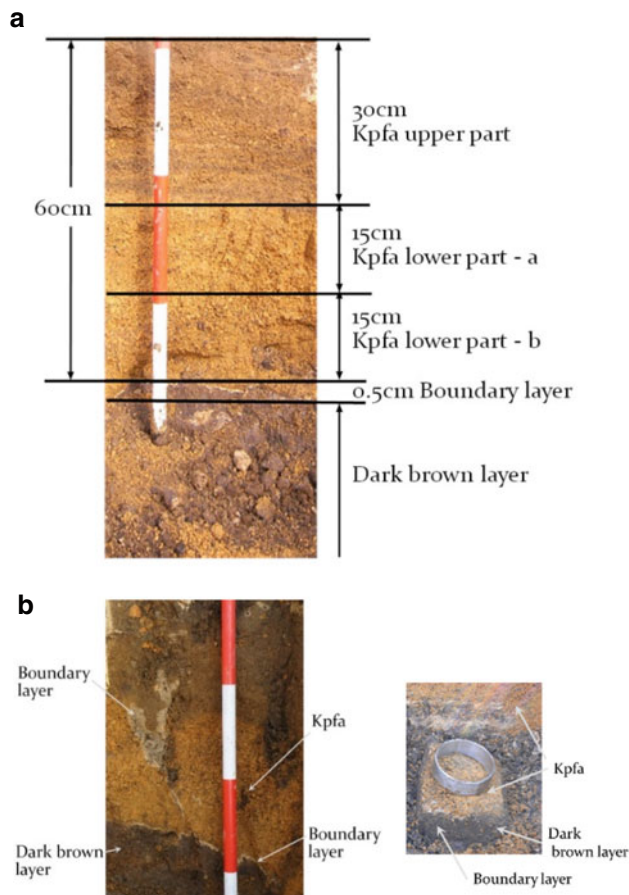 a
60cm
30cm
Kpfa upper part
15cm
Kpfa lower part - a
15cm
Kpfa lower part - b
0.5cm Boundary layer
Dark brown layer
b
Boundary
layer
Kpfa
Dark brown
layer
Boundary
layer
Kpfa
Dark
brown layer
Boundary layer